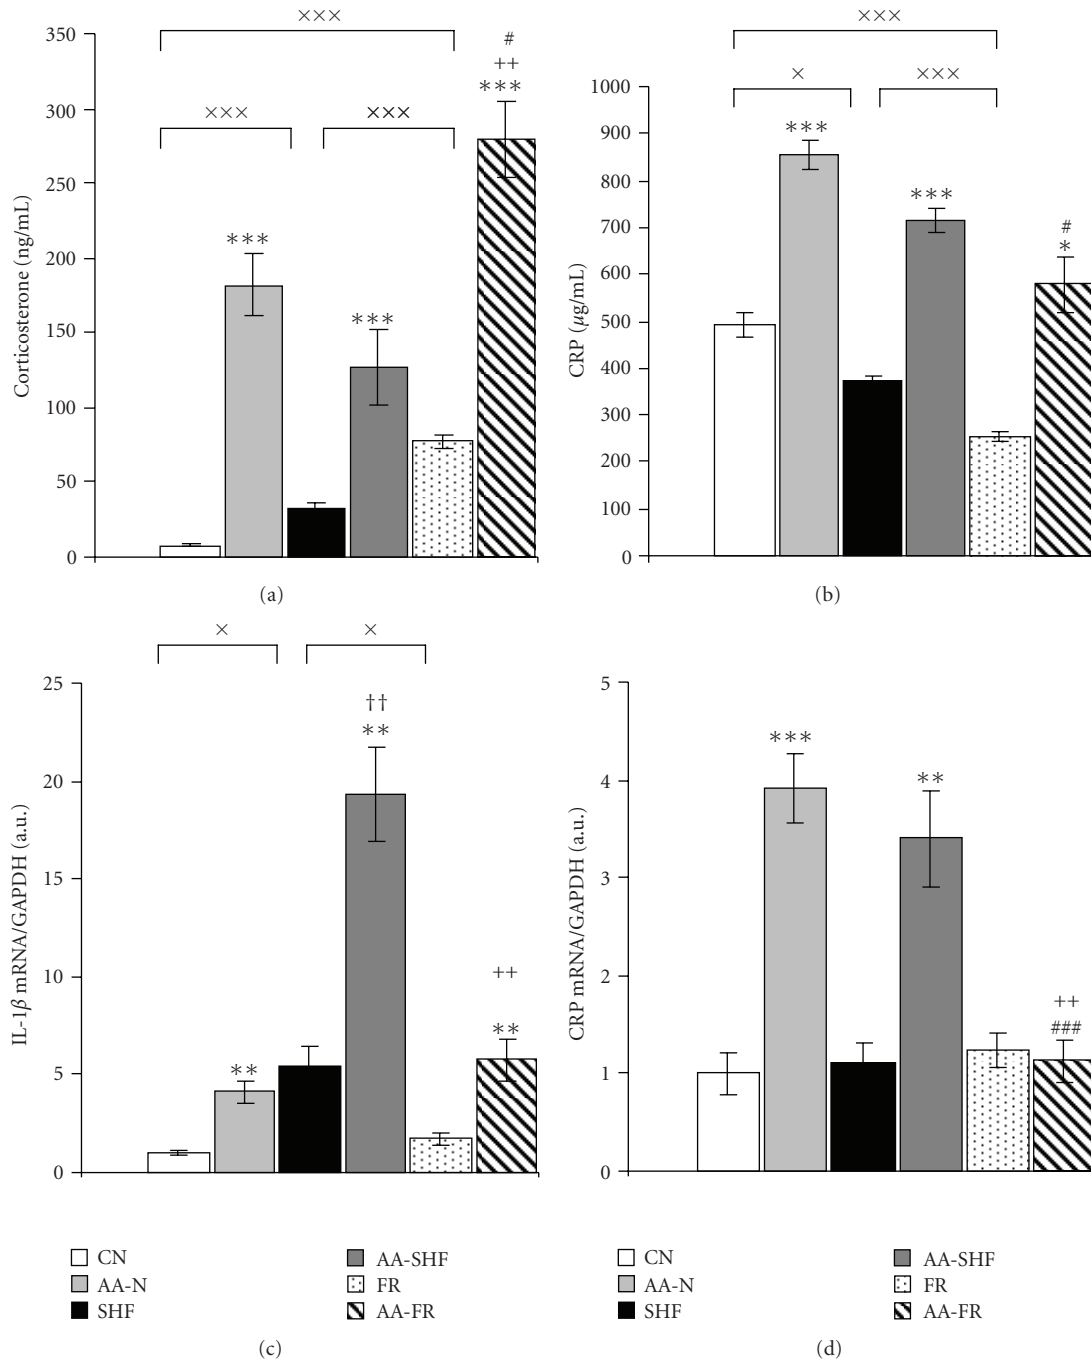 ×××
×××
×××
***
***
#
++
***
350
300
250
200
150
100
50
0
Corticosterone (ng/mL)
(a)
×××
×
×××
***
***
#
*
1000
900
800
700
600
500
400
300
200
100
0
CRP (µg/mL)
(b)
×
×
**
††
**
++
**
25
20
15
10
5
0
IL-1β mRNA/GAPDH (a.u.)
CN
AA-N
SHF
AA-SHF
FR
AA-FR
(c)
***
**
++
###
5
4
3
2
1
0
CRP mRNA/GAPDH (a.u.)
CN
AA-N
SHF
AA-SHF
FR
AA-FR
(d)